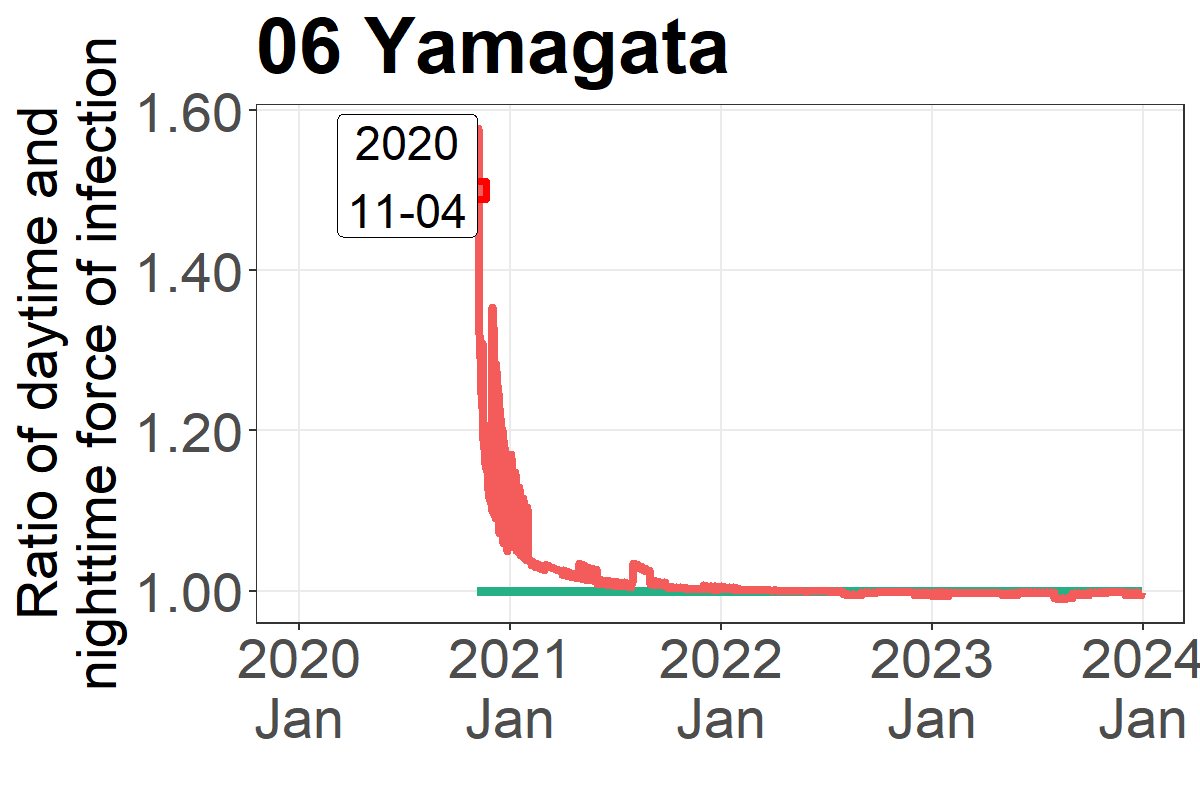 06 Yamagata
Ratio of daytime and
nighttime force of infection
1.60
1.40
1.20
1.00
2020
11-04
2020
Jan
2021
Jan
2022
Jan
2023
Jan
2024
Jan